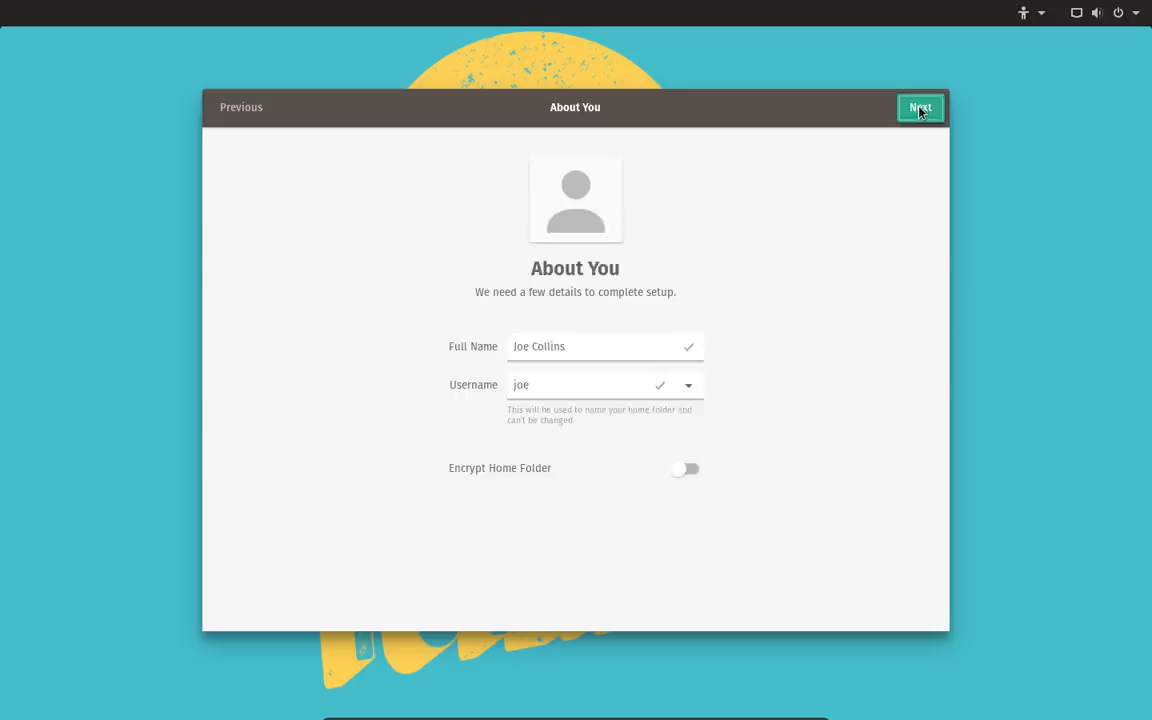 Previous
About You
Next
About You
We need a few details to complete setup.
Full Name
Joe Collins
Username
joe
This will be used to name your home folder and
can't be changed.
Encrypt Home Folder